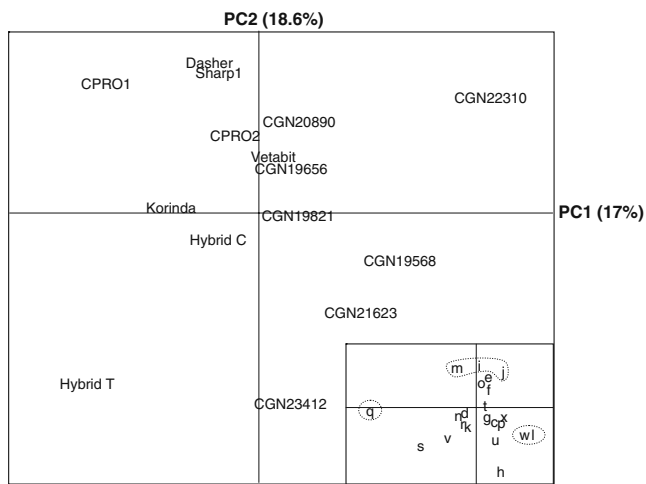 PC2 (18.6%)
Dasher
Sharp1
CPRO1
CGN22310
CGN20890
CPRO2
Vetabit
CGN19656
Korinda
CGN19821
PC1 (17%)
Hybrid C
CGN19568
CGN21623
Hybrid T
CGN23412
m i j
e
o f
t
q
n d g x
r k c p
v u w l
s
h